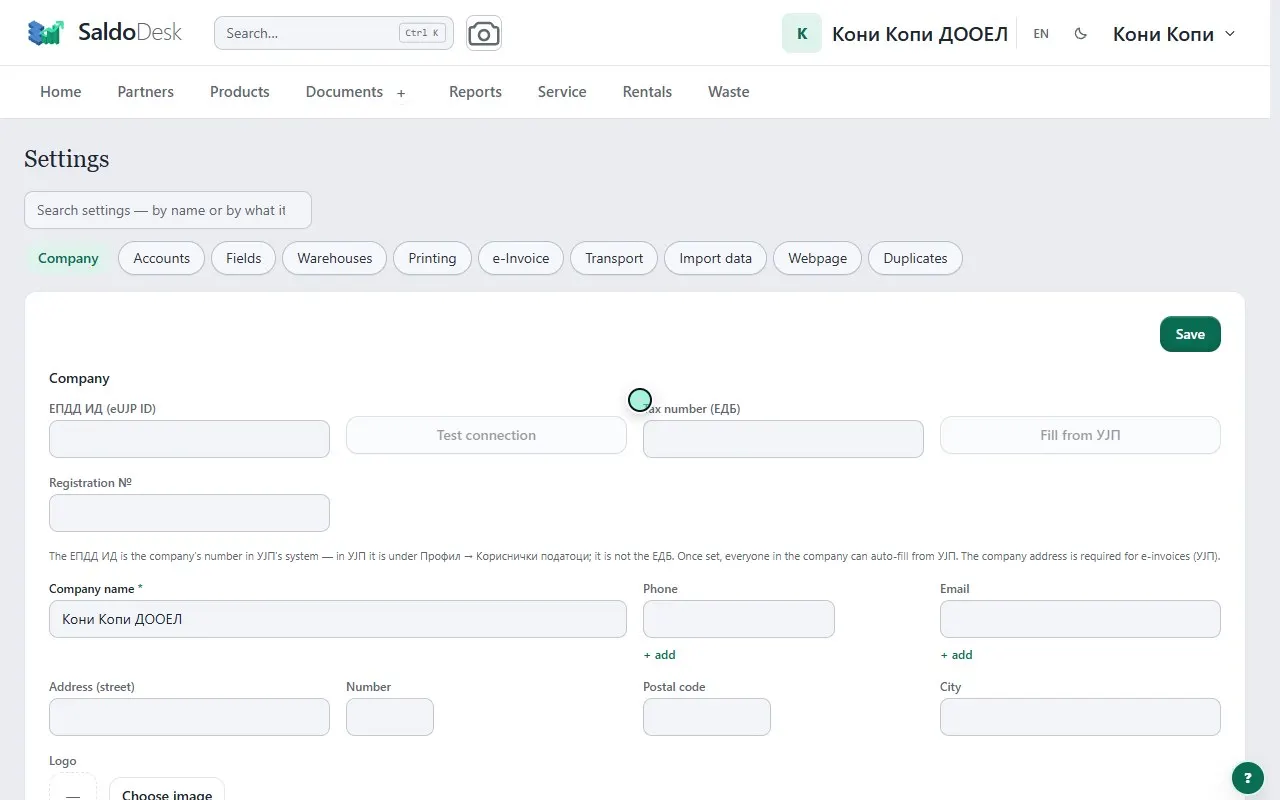 SaldoDesk
Search...
Ctrl K
К
Кони Копи ДООЕЛ
EN
Кони Копи
Home
Partners
Products
Documents +
Reports
Service
Rentals
Waste
Settings
Search settings — by name or by what it
Company
Accounts
Fields
Warehouses
Printing
e-Invoice
Transport
Import data
Webpage
Duplicates
Save
Company
ЕПДД ИД (eUJP ID)
Test connection
ax number (ЕДБ)
Fill from УЈП
Registration №
The ЕПДД ИД is the company's number in УЈП's system — in УЈП it is under Профил → Кориснички податоци; it is not the ЕДБ. Once set, everyone in the company can auto-fill from УЈП. The company address is required for e-invoices (УЈП).
Company name *
Phone
Email
Кони Копи ДООЕЛ
+ add
+ add
Address (street)
Number
Postal code
City
Logo
—
Choose image
?